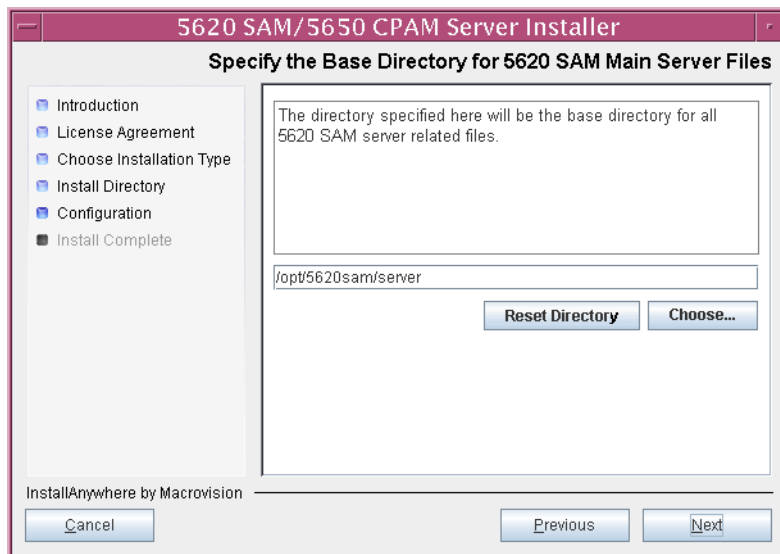 5620 SAM/5650 CPAM Server Installer
Specify the Base Directory for 5620 SAM Main Server Files
Introduction
License Agreement
Choose Installation Type
Install Directory
Configuration
Install Complete
The directory specified here will be the base directory for all
5620 SAM server related files.
/opt/5620sam/server
Reset Directory
Choose...
InstallAnywhere by Macrovision
Cancel
Previous
Next